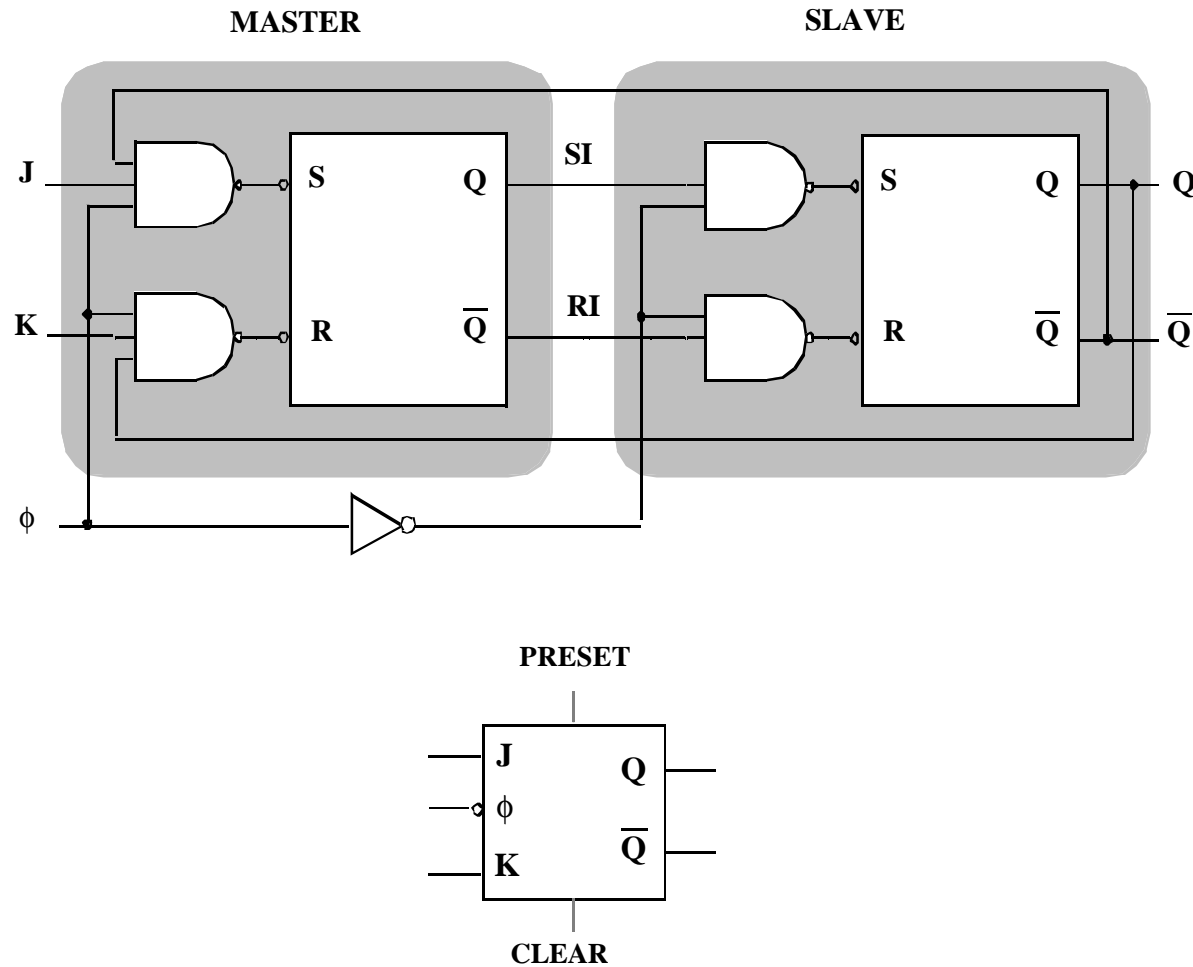 MASTER
SLAVE
J
S
Q
SI
S
Q
Q
K
R
Q̅
RI
R
Q̅
Q̅
ϕ
PRESET
J
Q
ϕ
Q̅
K
CLEAR